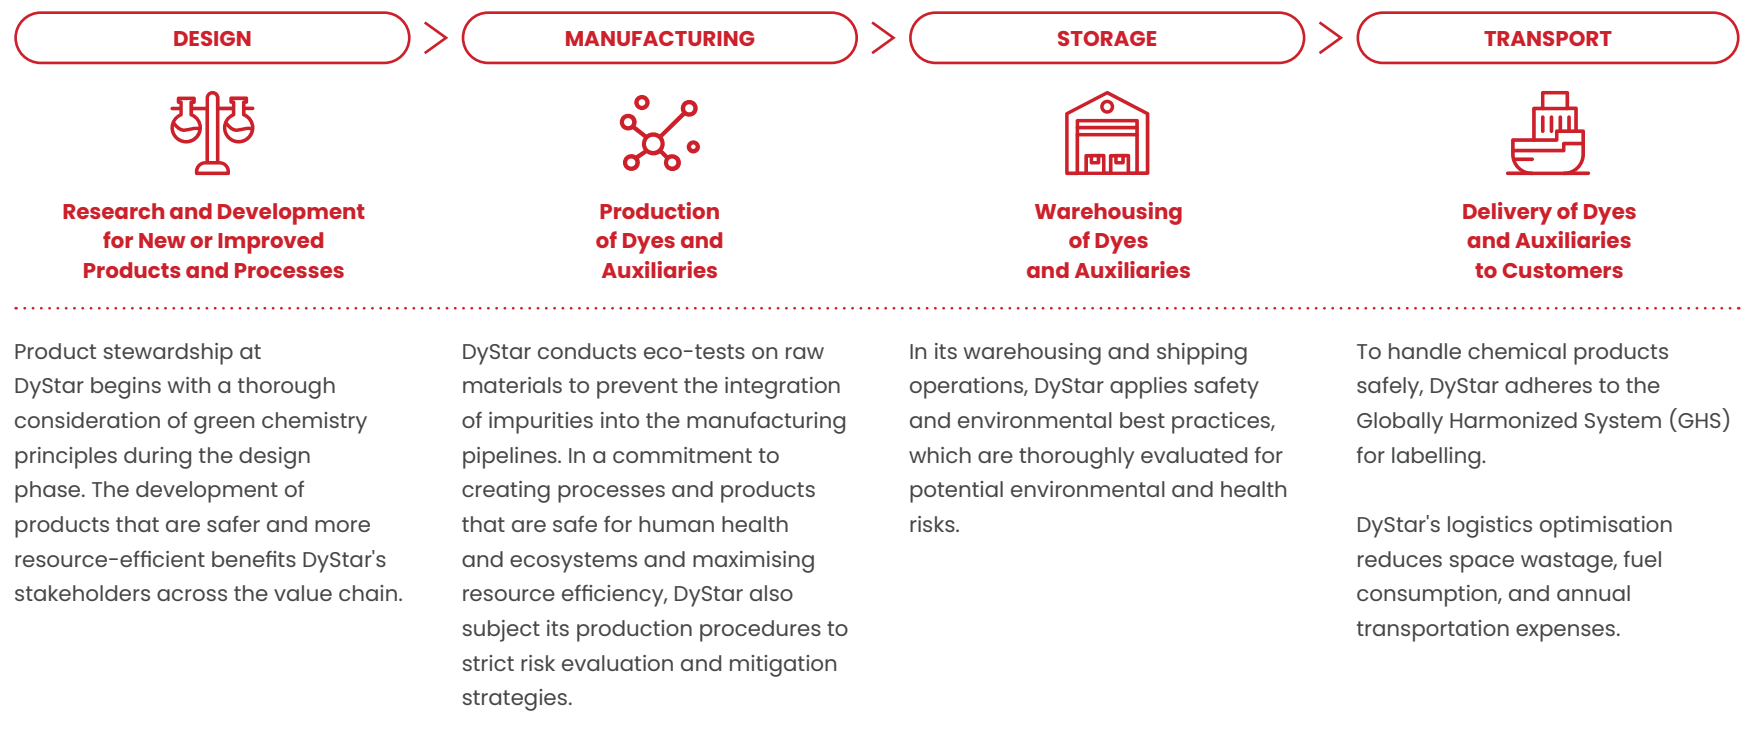 DESIGN
MANUFACTURING
STORAGE
TRANSPORT
Research and Development
for New or Improved
Products and Processes
Production
of Dyes and
Auxiliaries
Warehousing
of Dyes
and Auxiliaries
Delivery of Dyes
and Auxiliaries
to Customers
Product stewardship at
DyStar begins with a thorough
consideration of green chemistry
principles during the design
phase. The development of
products that are safer and more
resource-efficient benefits DyStar's
stakeholders across the value chain.
DyStar conducts eco-tests on raw
materials to prevent the integration
of impurities into the manufacturing
pipelines. In a commitment to
creating processes and products
that are safe for human health
and ecosystems and maximising
resource efficiency, DyStar also
subject its production procedures to
strict risk evaluation and mitigation
strategies.
In its warehousing and shipping
operations, DyStar applies safety
and environmental best practices,
which are thoroughly evaluated for
potential environmental and health
risks.
To handle chemical products
safely, DyStar adheres to the
Globally Harmonized System (GHS)
for labelling.
DyStar's logistics optimisation
reduces space wastage, fuel
consumption, and annual
transportation expenses.